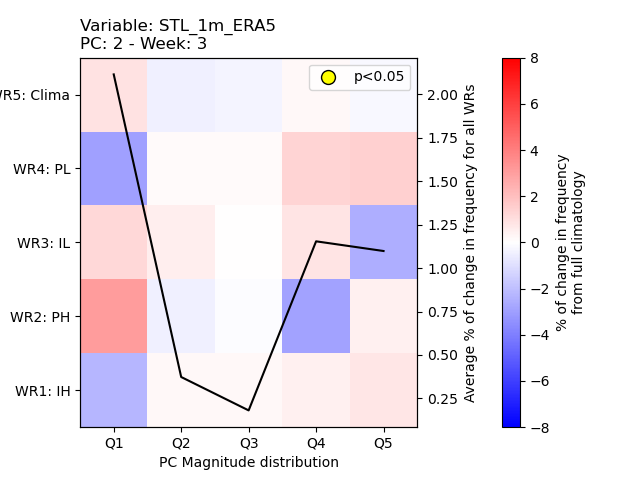 Variable: STL_1m_ERA5
PC: 2 - Week: 3
p<0.05
WR5: Clima
WR4: PL
WR3: IL
WR2: PH
WR1: IH
Q1 Q2 Q3 Q4 Q5
PC Magnitude distribution
2.00
1.75
1.50
1.25
1.00
0.75
0.50
0.25
Average % of change in frequency for all WRs
8
6
4
2
0
−2
−4
−6
−8
% of change in frequency
from full climatology